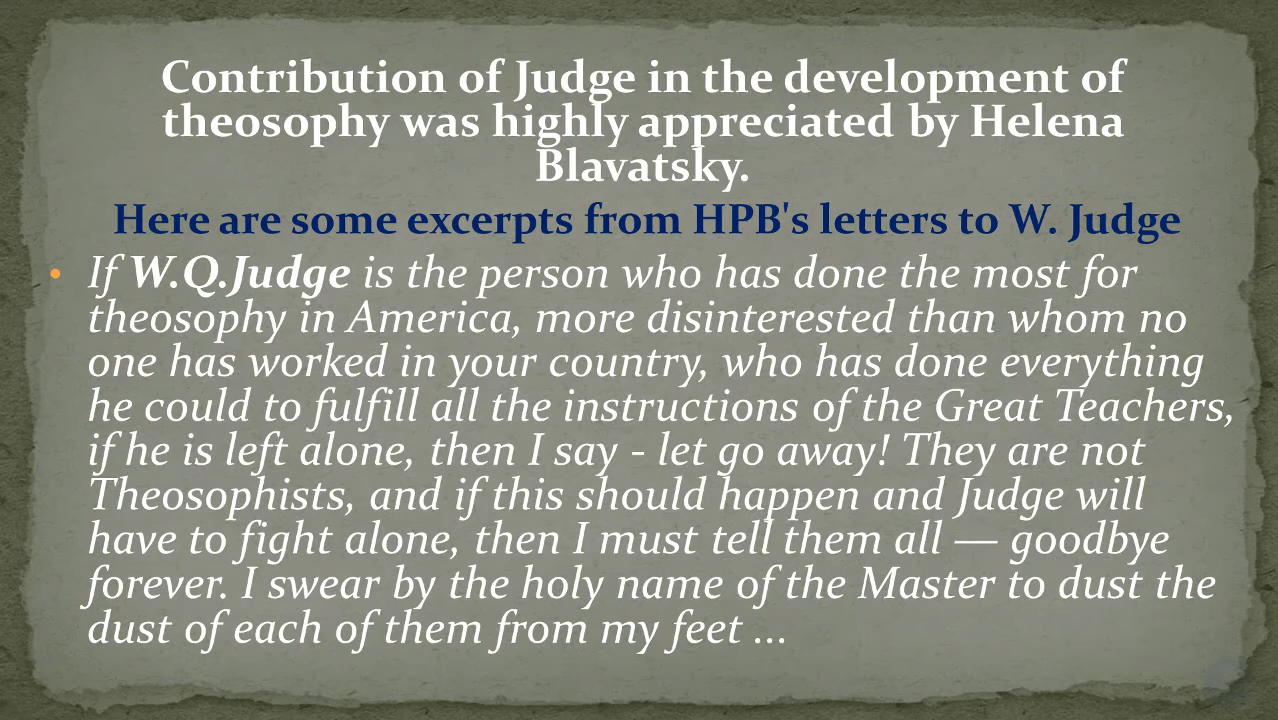 Contribution of Judge in the development of
theosophy was highly appreciated by Helena
Blavatsky.
Here are some excerpts from HPB's letters to W. Judge
• If W.Q.Judge is the person who has done the most for
theosophy in America, more disinterested than whom no
one has worked in your country, who has done everything
he could to fulfill all the instructions of the Great Teachers,
if he is left alone, then I say - let go away! They are not
Theosophists, and if this should happen and Judge will
have to fight alone, then I must tell them all — goodbye
forever. I swear by the holy name of the Master to dust the
dust of each of them from my feet ...